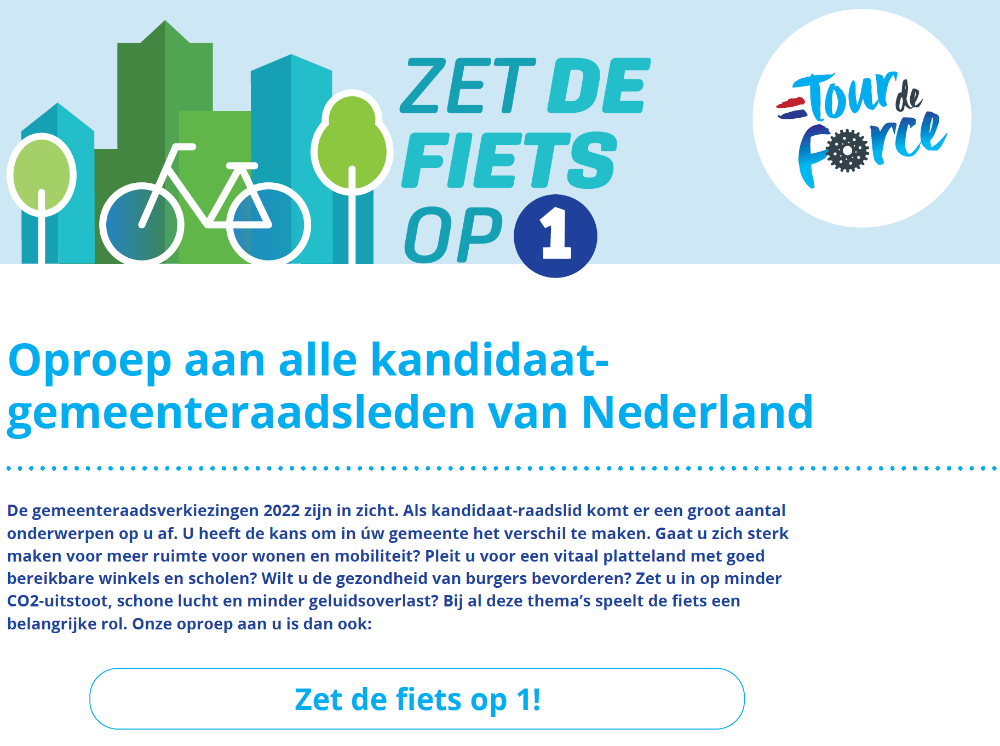 ZET DE
FIETS
OP 1
Tour de
Force
Oproep aan alle kandidaat-
gemeenteraadsleden van Nederland
De gemeenteraadsverkiezingen 2022 zijn in zicht. Als kandidaat-raadslid komt er een groot aantal
onderwerpen op u af. U heeft de kans om in úw gemeente het verschil te maken. Gaat u zich sterk
maken voor meer ruimte voor wonen en mobiliteit? Pleit u voor een vitaal platteland met goed
bereikbare winkels en scholen? Wilt u de gezondheid van burgers bevorderen? Zet u in op minder
CO2-uitstoot, schone lucht en minder geluidsoverlast? Bij al deze thema’s speelt de fiets een
belangrijke rol. Onze oproep aan u is dan ook:
Zet de fiets op 1!